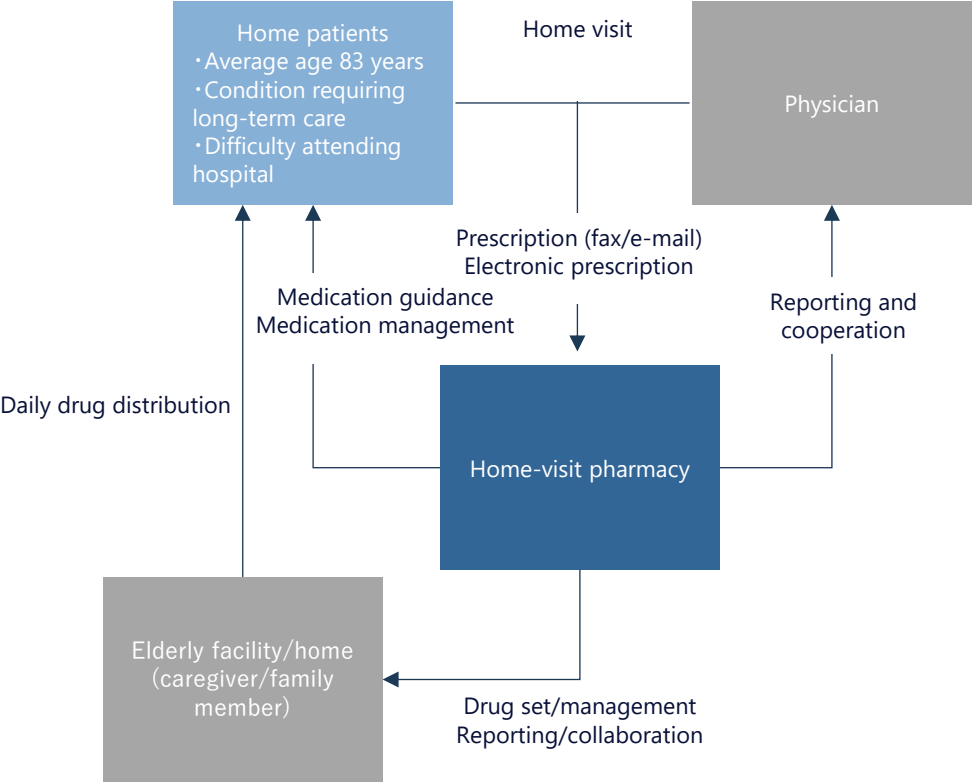 Home patients
・Average age 83 years
・Condition requiring
long-term care
・Difficulty attending
hospital
Home visit
Physician
Prescription (fax/e-mail)
Electronic prescription
Medication guidance
Medication management
Reporting and
cooperation
Daily drug distribution
Home-visit pharmacy
Elderly facility/home
(caregiver/family
member)
Drug set/management
Reporting/collaboration